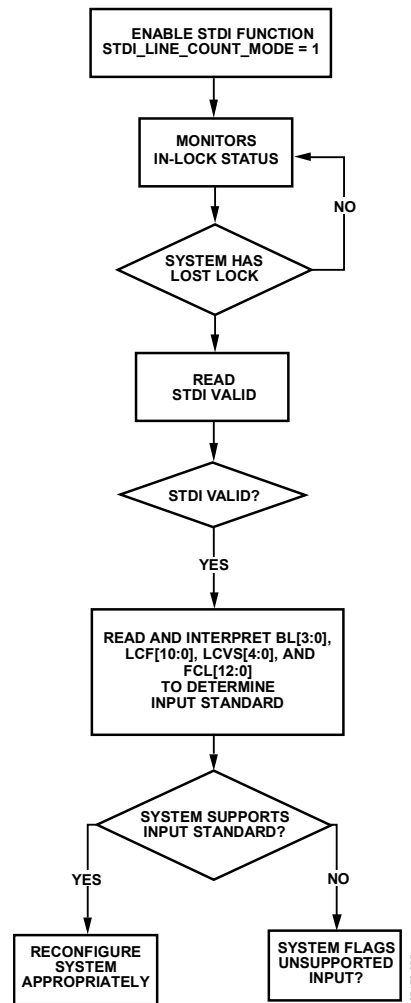 ENABLE STDI FUNCTION
STDI_LINE_COUNT_MODE = 1
MONITORS
IN-LOCK STATUS
NO
SYSTEM HAS
LOST LOCK
READ
STDI VALID
STDI VALID?
YES
READ AND INTERPRET BL[3:0],
LCF[10:0], LCVS[4:0], AND
FCL[12:0]
TO DETERMINE
INPUT STANDARD
SYSTEM SUPPORTS
INPUT STANDARD?
YES
NO
RECONFIGURE
SYSTEM
APPROPRIATELY
SYSTEM FLAGS
UNSUPPORTED
INPUT?